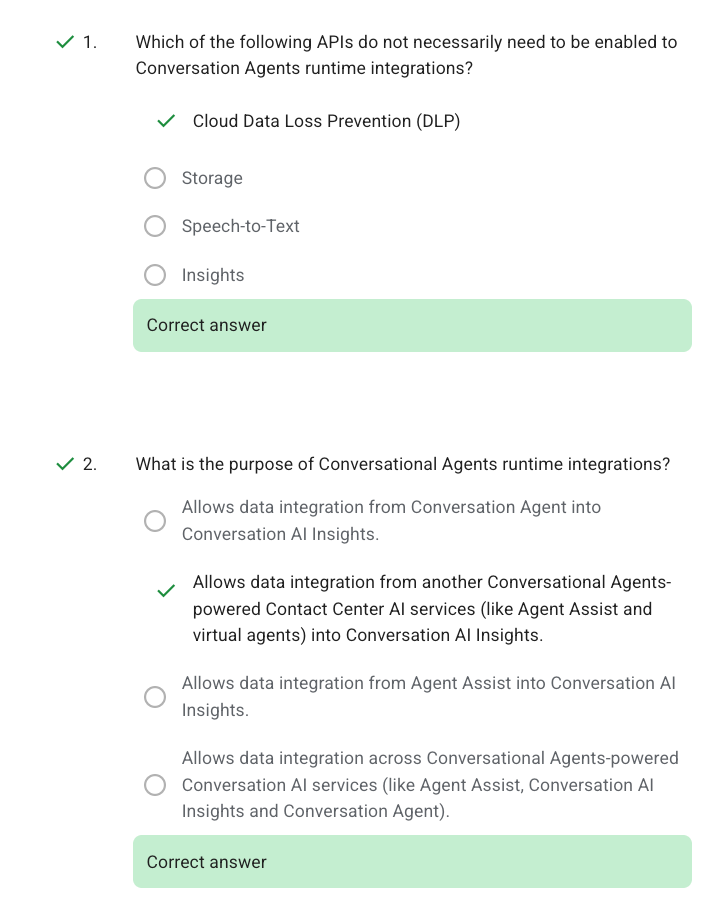 1. Which of the following APIs do not necessarily need to be enabled to
Conversation Agents runtime integrations?
Cloud Data Loss Prevention (DLP)
Storage
Speech-to-Text
Insights
Correct answer
2. What is the purpose of Conversational Agents runtime integrations?
Allows data integration from Conversation Agent into
Conversation AI Insights.
Allows data integration from another Conversational Agents-
powered Contact Center AI services (like Agent Assist and
virtual agents) into Conversation AI Insights.
Allows data integration from Agent Assist into Conversation AI
Insights.
Allows data integration across Conversational Agents-powered
Conversation AI services (like Agent Assist, Conversation AI
Insights and Conversation Agent).
Correct answer